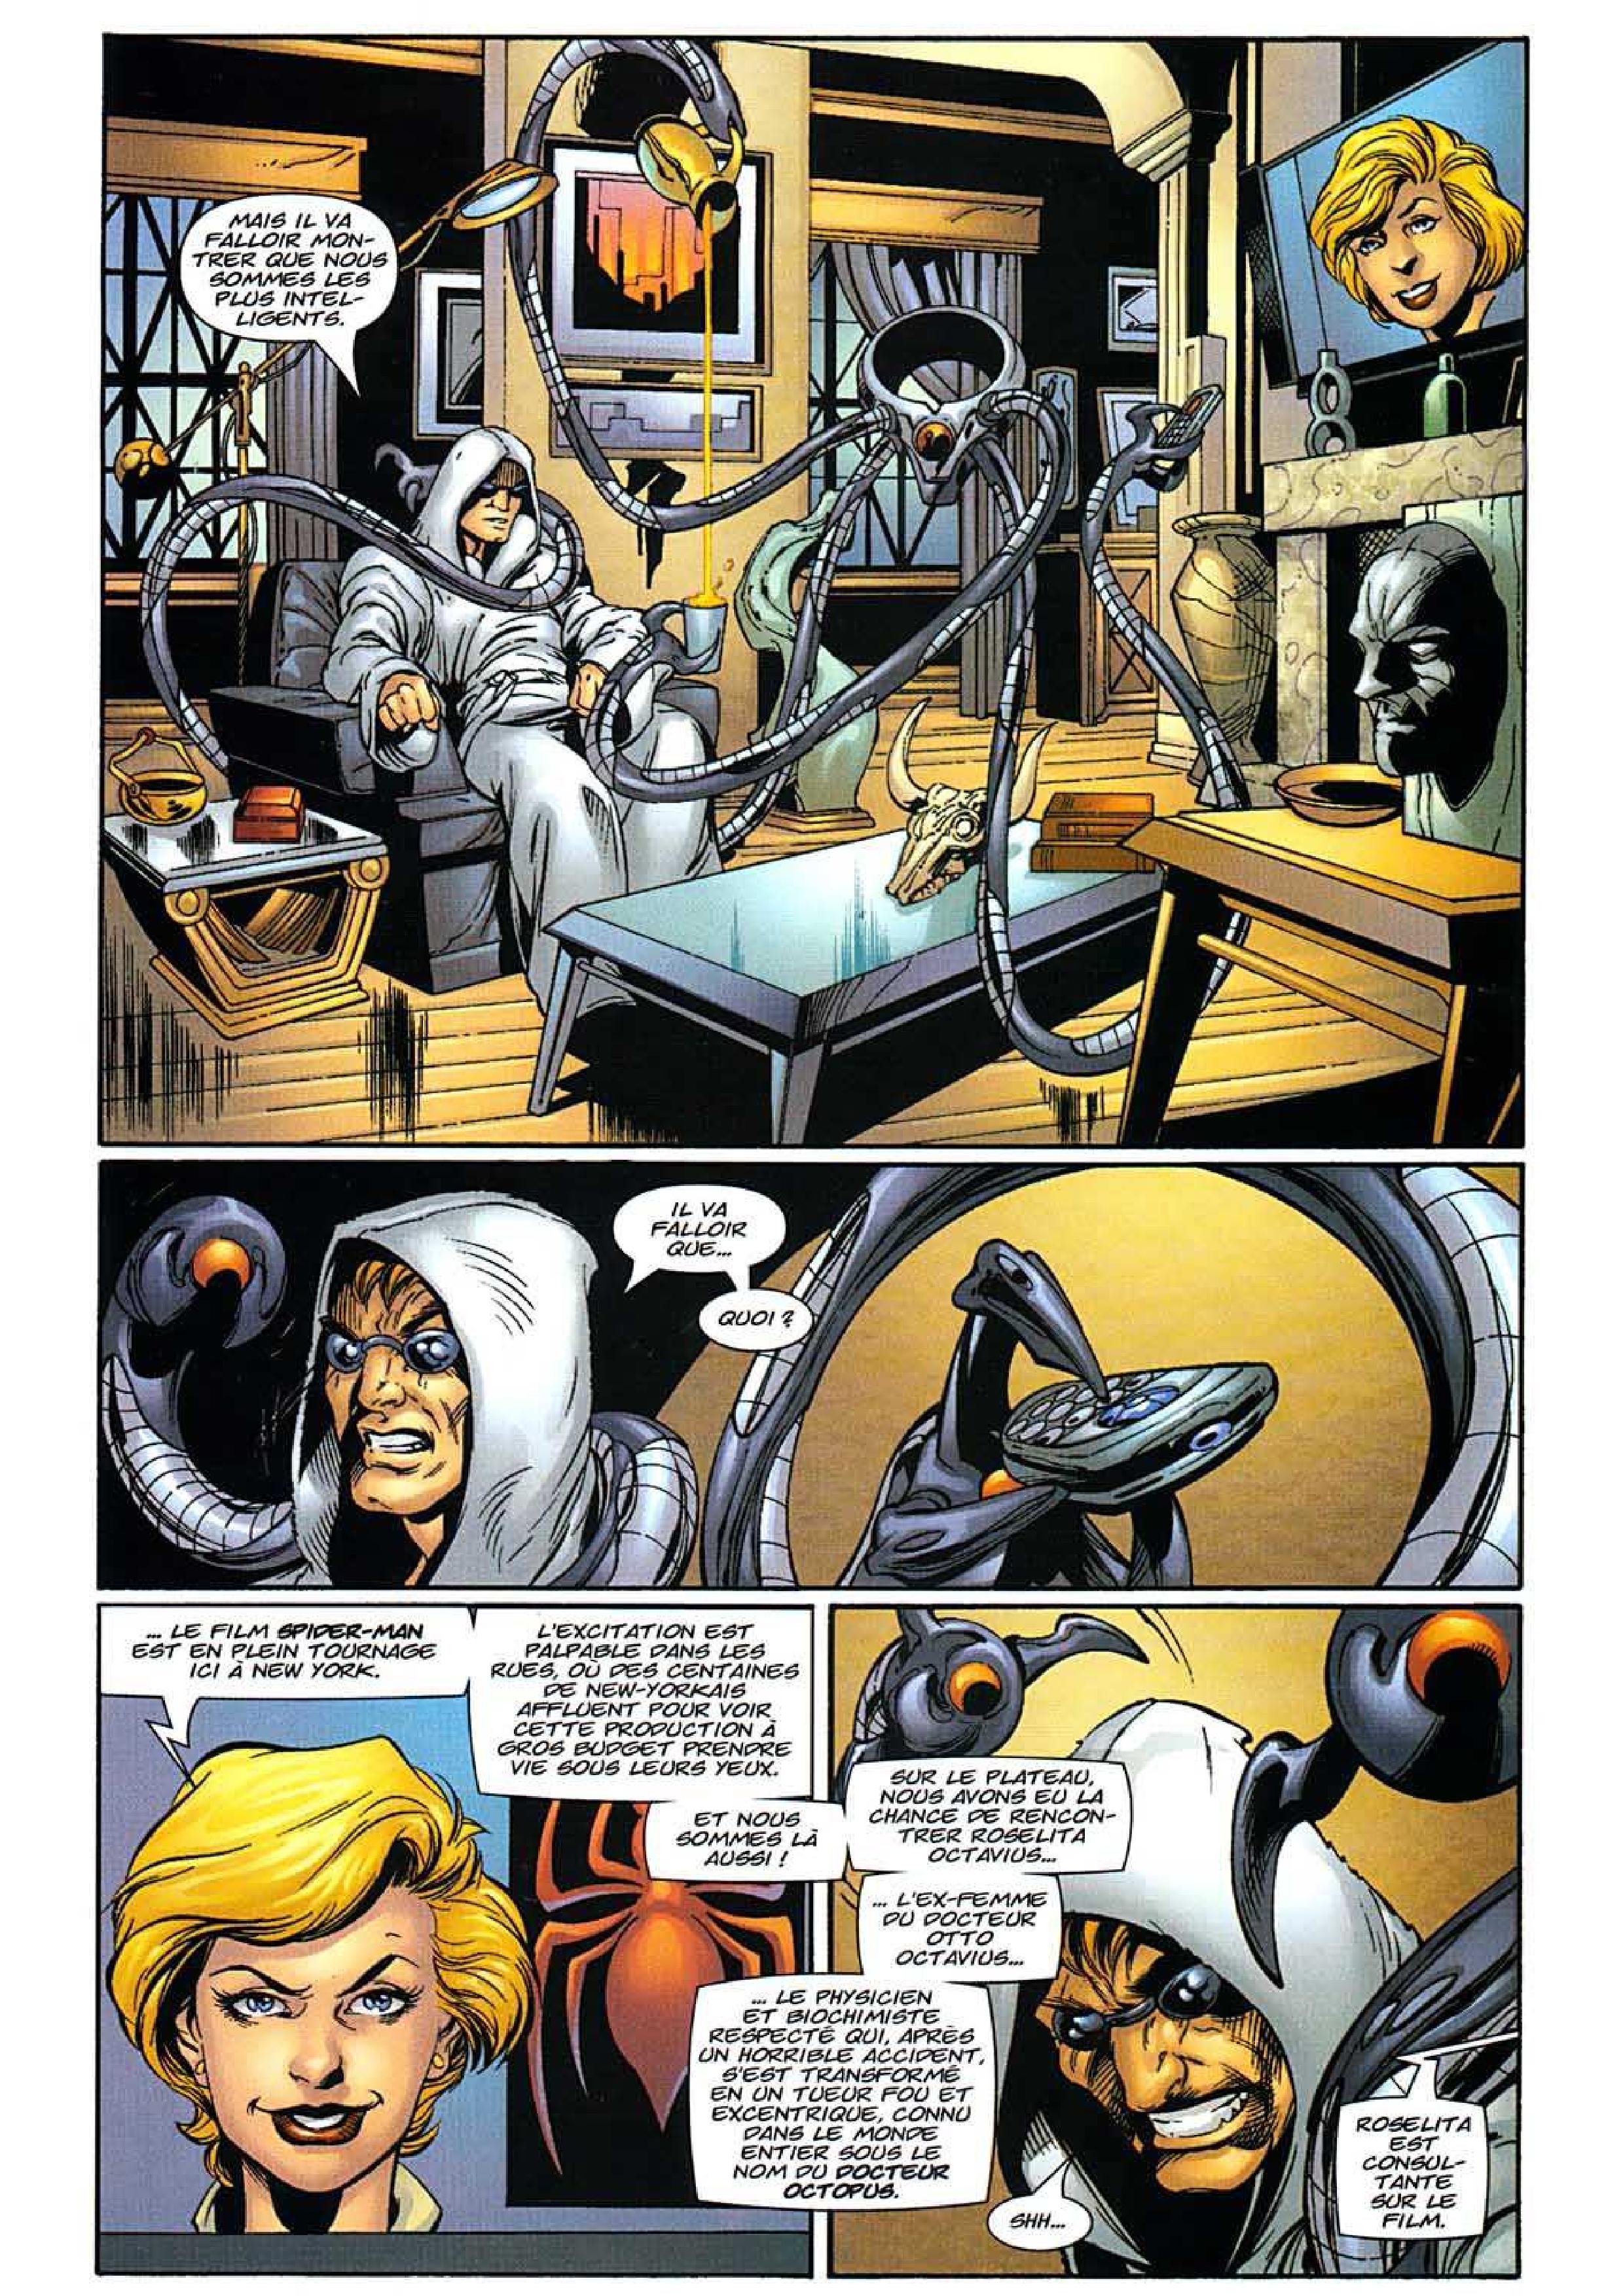 MAIS IL VA
FALLOIR MON-
TRER QUE NOUS
SOMMES LES
PLUS INTEL-
LIGENTS.
IL VA
FALLOIR
QUE...
QUOI ?
... LE FILM SPIDER-MAN
EST EN PLEIN TOURNAGE
ICI À NEW YORK.
L'EXCITATION EST
PALPABLE DANS LES
RUES, OÙ DES CENTAINES
DE NEW-YORKAIS
AFFLUENT POUR VOIR
CETTE PRODUCTION À
GROS BUDGET PRENDRE
VIE SOUS LEURS YEUX.
ET NOUS
SOMMES LÀ
AUSSI !
SUR LE PLATEAU,
NOUS AVONS EU LA
CHANCE DE RENCON-
TRER ROSELITA
OCTAVIUS...
... L'EX-FEMME
DU DOCTEUR
OTTO
OCTAVIUS...
... LE PHYSICIEN
ET BIOCHIMISTE
RESPECTÉ QUI, APRÈS
UN HORRIBLE ACCIDENT,
S'EST TRANSFORMÉ
EN UN TUEUR FOU ET
EXCENTRIQUE, CONNU
DANS LE MONDE
ENTIER SOUS LE
NOM DU DOCTEUR
OCTOPUS.
SHH...
ROSELITA
EST
CONSUL-
TANTE
SUR LE
FILM.